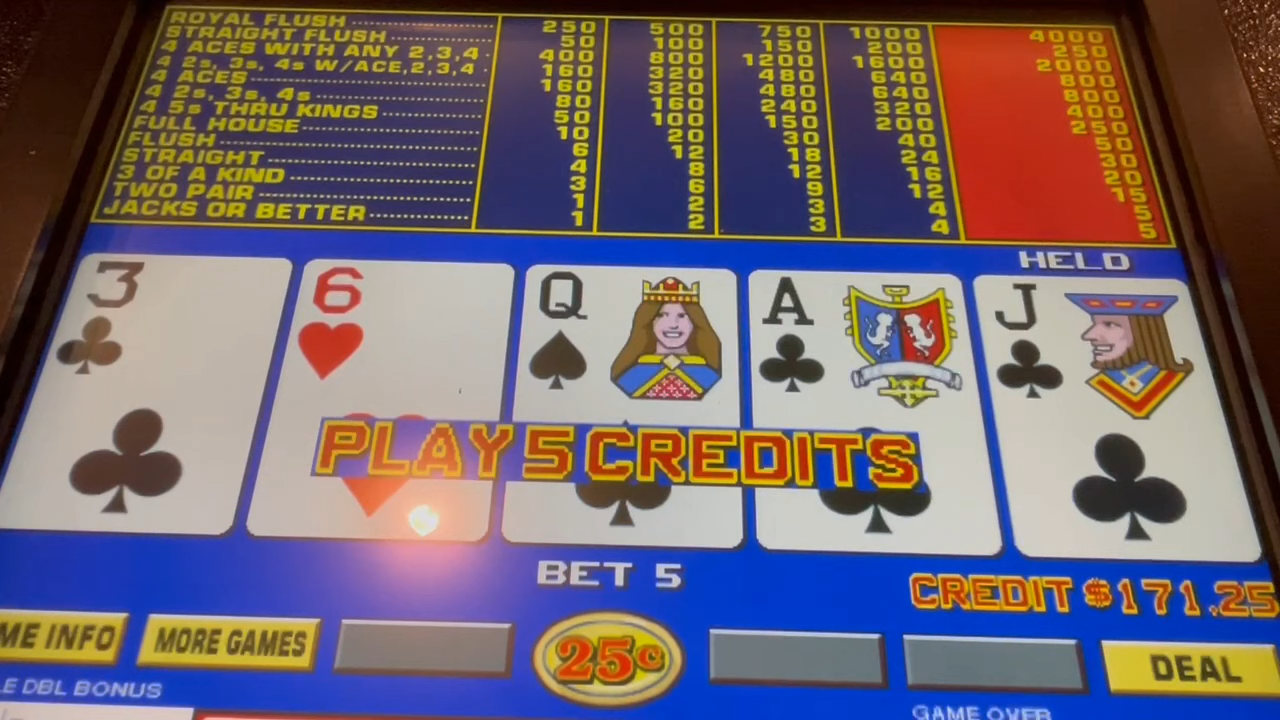 ROYAL FLUSH 250 500 750 1000 4000
STRAIGHT FLUSH 50 100 150 200 250
4 ACES WITH ANY 2,3,4 400 800 1200 1600 2000
4 2s, 3s, 4s W/ACE,2,3,4 160 320 480 640 800
4 ACES 160 320 480 640 800
4 2s, 3s, 4s 80 160 240 320 400
4 5s THRU KINGS 50 100 150 200 250
FULL HOUSE 10 20 30 40 50
FLUSH 6 12 18 24 30
STRAIGHT 4 8 12 16 20
3 OF A KIND 3 6 9 12 15
TWO PAIR 1 2 3 4 5
JACKS OR BETTER 1 2 3 4 5
HELD
3 6 Q A J
PLAY 5 CREDITS
BET 5
CREDIT $171.25
ME INFO
MORE GAMES
25¢
DEAL
LE DBL BONUS
GAME OVER